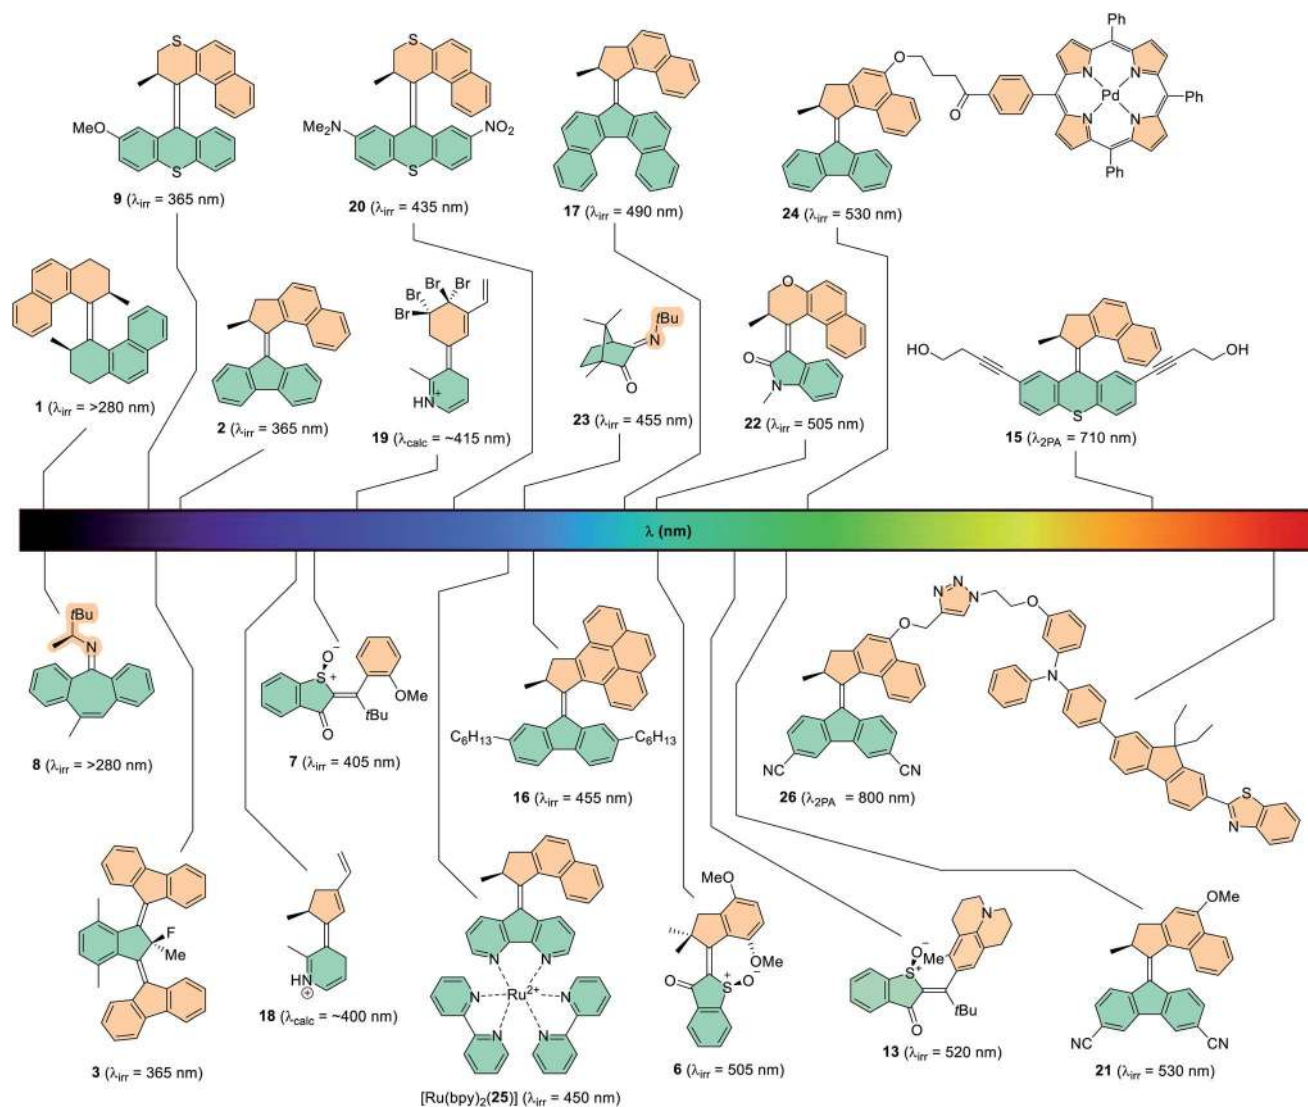 S
MeO
S
9 (λirr = 365 nm)
S
Me2N
NO2
S
20 (λirr = 435 nm)
17 (λirr = 490 nm)
O
O
24 (λirr = 530 nm)
Ph
N
N
Pd
N
N
Ph
Ph
1 (λirr = >280 nm)
2 (λirr = 365 nm)
Br
Br
Br
Br
HN
+
19 (λcalc = ~415 nm)
tBu
N
O
23 (λirr = 455 nm)
O
O
N
22 (λirr = 505 nm)
HO
OH
S
15 (λ2PA = 710 nm)
λ (nm)
tBu
N
8 (λirr = >280 nm)
O−
S+
O
OMe
tBu
7 (λirr = 405 nm)
C6H13
C6H13
16 (λirr = 455 nm)
N
N
N
O
O
N
S
N
NC
CN
26 (λ2PA = 800 nm)
F
Me
3 (λirr = 365 nm)
HN
+
18 (λcalc = ~400 nm)
N
N
N
Ru2+
N
N
N
[Ru(bpy)2(25)] (λirr = 450 nm)
MeO
OMe
O
S+
O−
6 (λirr = 505 nm)
N
O−
Me
S+
O
tBu
13 (λirr = 520 nm)
OMe
NC
CN
21 (λirr = 530 nm)